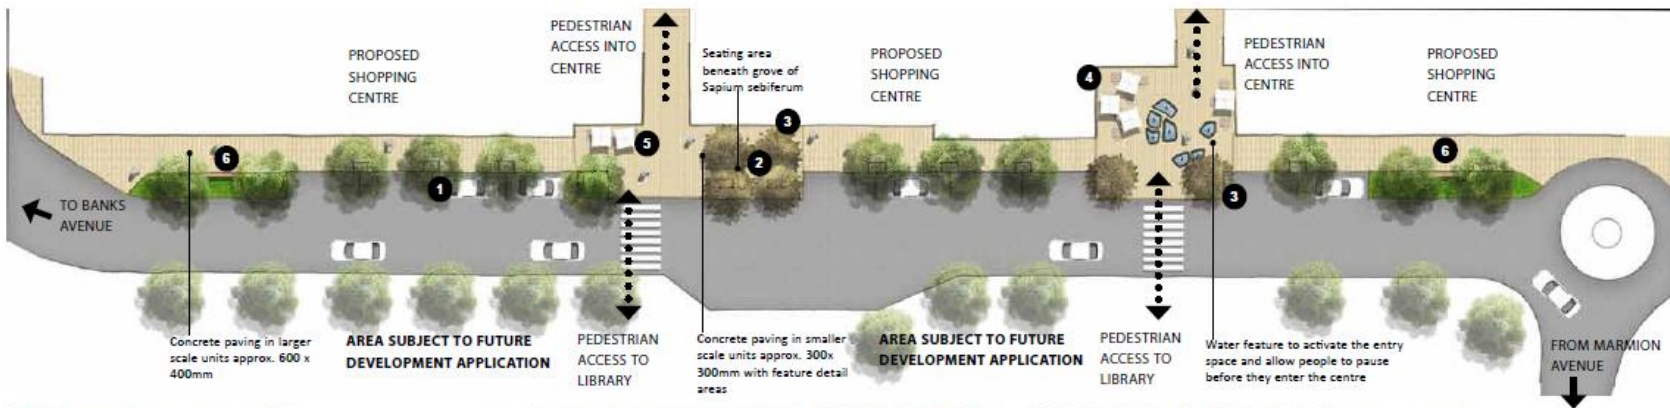 PEDESTRIAN
ACCESS INTO
CENTRE
PROPOSED
SHOPPING
CENTRE
Seating area
beneath grove of
Sapium sebiferum
PROPOSED
SHOPPING
CENTRE
PEDESTRIAN
ACCESS INTO
CENTRE
PROPOSED
SHOPPING
CENTRE
4
3
5
6
2
6
1
3
TO BANKS
AVENUE
Concrete paving in larger
scale units approx. 600 x
400mm
AREA SUBJECT TO FUTURE
DEVELOPMENT APPLICATION
PEDESTRIAN
ACCESS TO
LIBRARY
Concrete paving in smaller
scale units approx. 300x
300mm with feature detail
areas
AREA SUBJECT TO FUTURE
DEVELOPMENT APPLICATION
PEDESTRIAN
ACCESS TO
LIBRARY
Water feature to activate the entry
space and allow people to pause
before they enter the centre
FROM MARMION
AVENUE